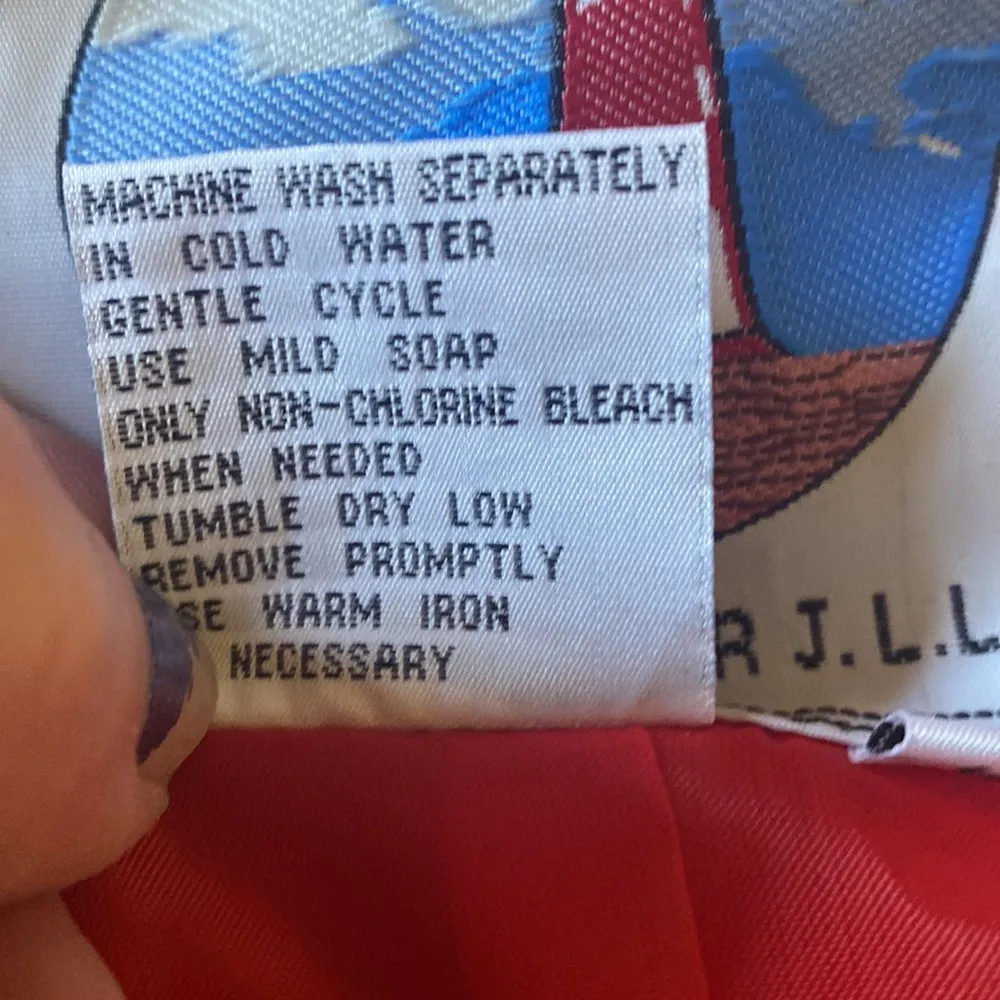 MACHINE WASH SEPARATELY
IN COLD WATER
GENTLE CYCLE
USE MILD SOAP
ONLY NON-CHLORINE BLEACH
WHEN NEEDED
TUMBLE DRY LOW
REMOVE PROMPTLY
SE WARM IRON
NECESSARY
R J.L.L